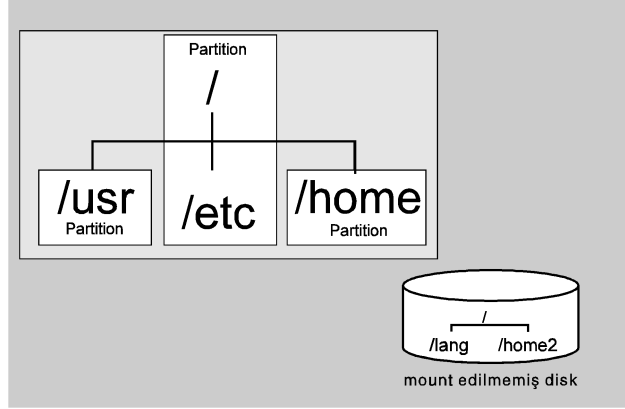 Partition
/
/usr
Partition
/etc
/home
Partition
/
/lang /home2
mount edilmemiş disk